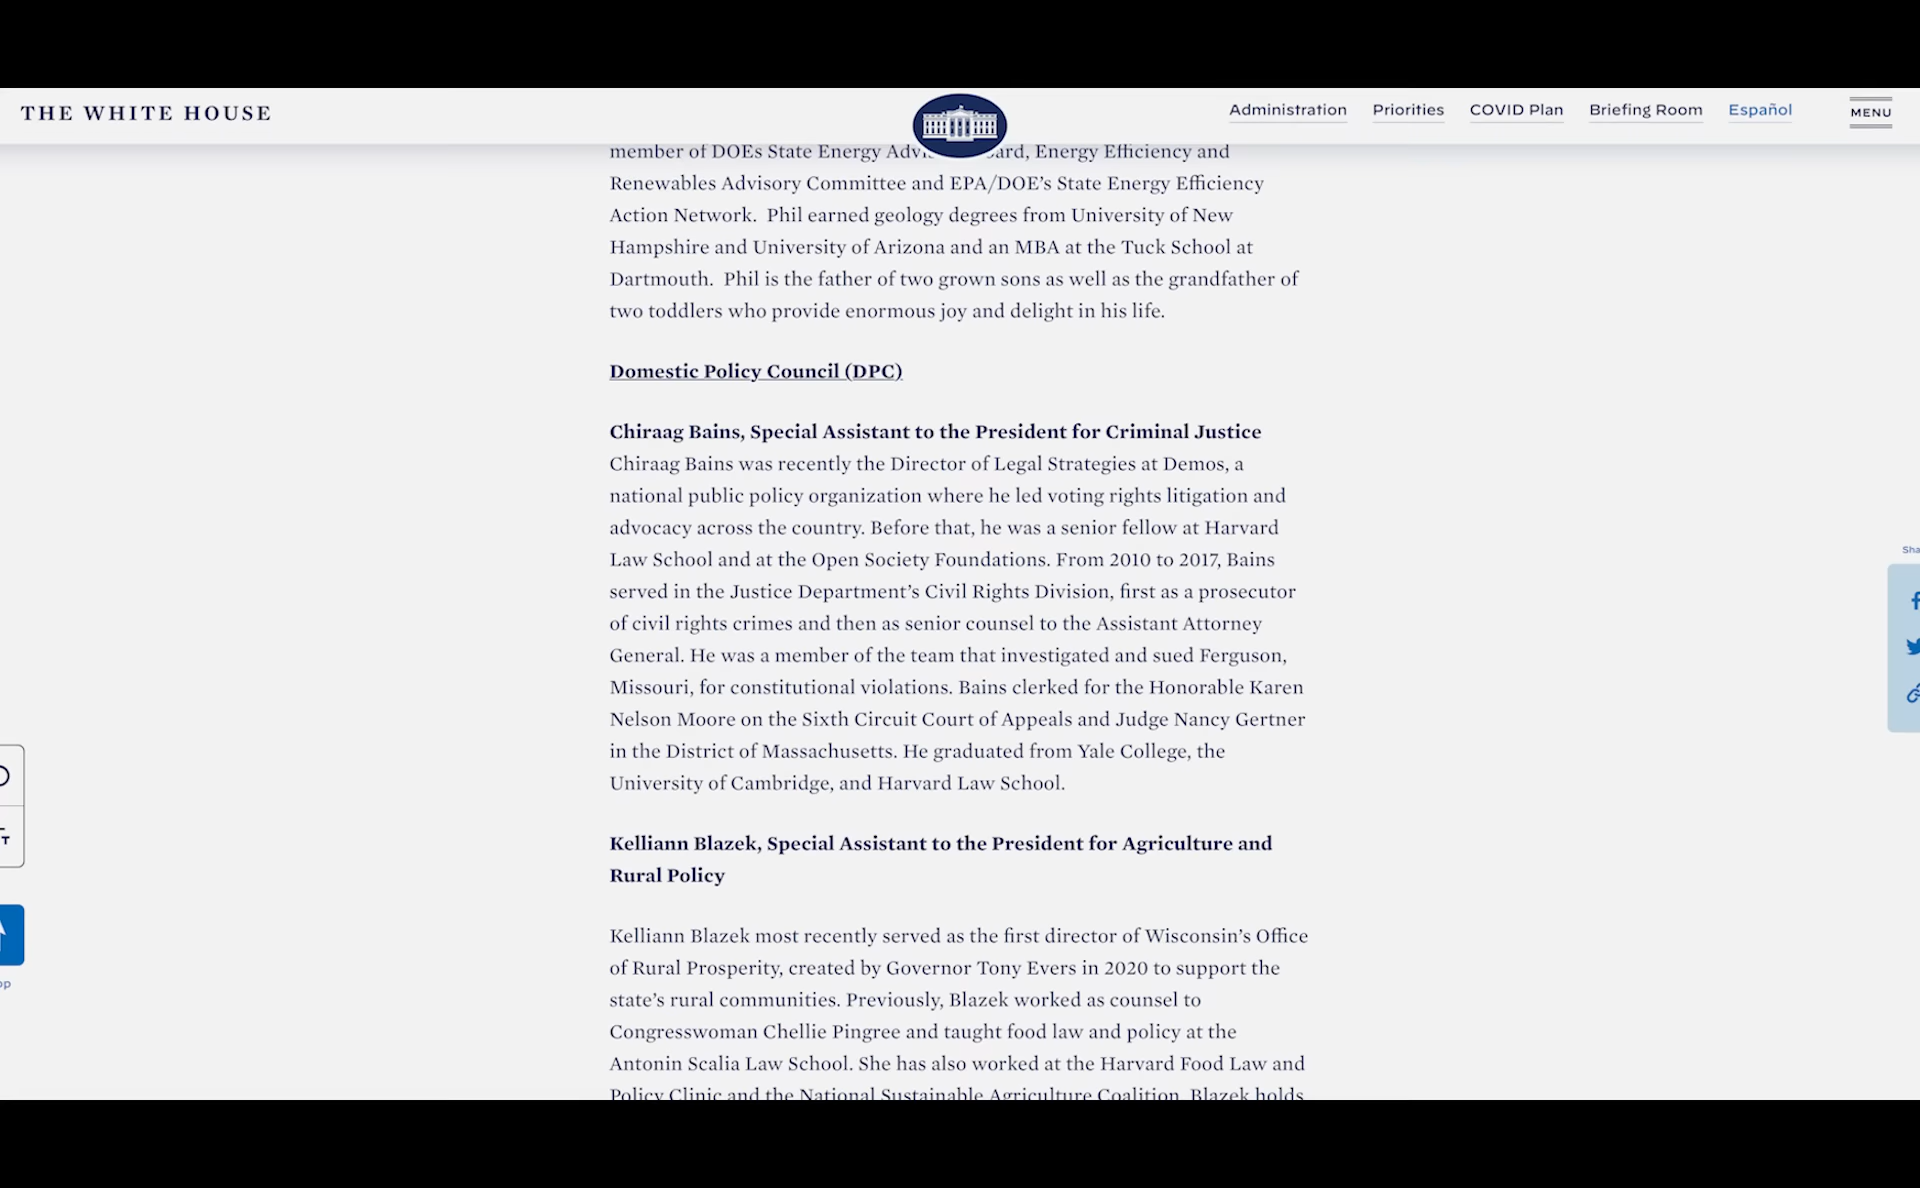 THE WHITE HOUSE
Administration Priorities COVID Plan Briefing Room Español MENU
member of DOEs State Energy Energy Efficiency and
Renewables Advisory Committee and EPA/DOE’s State Energy Efficiency
Action Network.  Phil earned geology degrees from University of New
Hampshire and University of Arizona and an MBA at the Tuck School at
Dartmouth.  Phil is the father of two grown sons as well as the grandfather of
two toddlers who provide enormous joy and delight in his life.
Domestic Policy Council (DPC)
Chiraag Bains, Special Assistant to the President for Criminal Justice
Chiraag Bains was recently the Director of Legal Strategies at Demos, a
national public policy organization where he led voting rights litigation and
advocacy across the country. Before that, he was a senior fellow at Harvard
Law School and at the Open Society Foundations. From 2010 to 2017, Bains
served in the Justice Department’s Civil Rights Division, first as a prosecutor
of civil rights crimes and then as senior counsel to the Assistant Attorney
General. He was a member of the team that investigated and sued Ferguson,
Missouri, for constitutional violations. Bains clerked for the Honorable Karen
Nelson Moore on the Sixth Circuit Court of Appeals and Judge Nancy Gertner
in the District of Massachusetts. He graduated from Yale College, the
University of Cambridge, and Harvard Law School.
Kelliann Blazek, Special Assistant to the President for Agriculture and
Rural Policy
Kelliann Blazek most recently served as the first director of Wisconsin’s Office
of Rural Prosperity, created by Governor Tony Evers in 2020 to support the
state’s rural communities. Previously, Blazek worked as counsel to
Congresswoman Chellie Pingree and taught food law and policy at the
Antonin Scalia Law School. She has also worked at the Harvard Food Law and
Policy Clinic and the National Sustainable Agriculture Coalition. Blazek holds